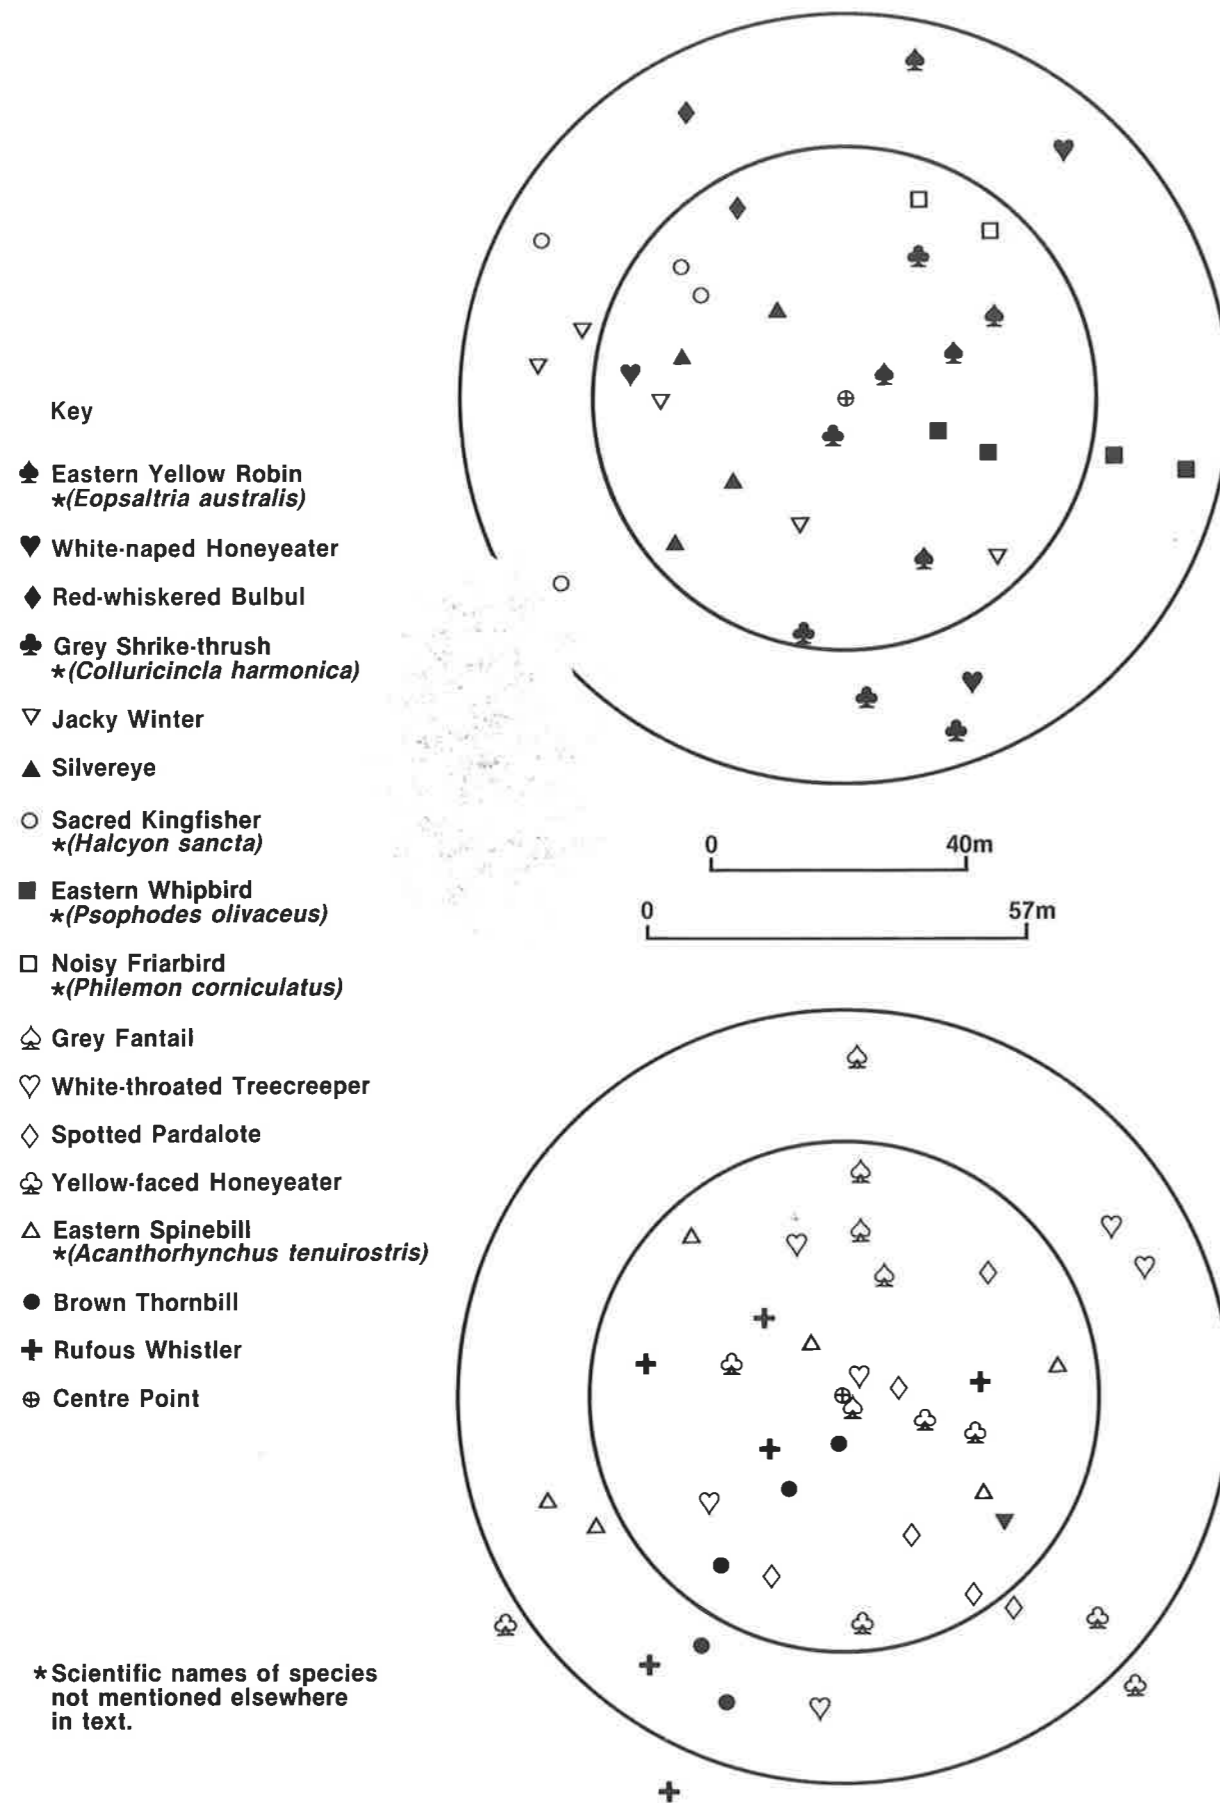 Key
Eastern Yellow Robin
*(Eopsaltria australis)
White-naped Honeyeater
Red-whiskered Bulbul
Grey Shrike-thrush
*(Colluricincla harmonica)
Jacky Winter
Silvereye
Sacred Kingfisher
*(Halcyon sancta)
Eastern Whipbird
*(Psophodes olivaceus)
Noisy Friarbird
*(Philemon corniculatus)
Grey Fantail
White-throated Treecreeper
Spotted Pardalote
Yellow-faced Honeyeater
Eastern Spinebill
*(Acanthorhynchus tenuirostris)
Brown Thornbill
Rufous Whistler
Centre Point
*Scientific names of species
not mentioned elsewhere
in text.
0 40m
0 57m